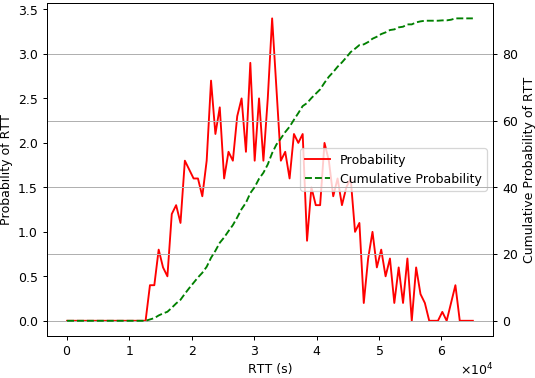 3.5
3.0
2.5
2.0
1.5
1.0
0.5
0.0
Probability of RTT
Probability
Cumulative Probability
80
60
40
20
0
Cumulative Probability of RTT
0 1 2 3 4 5 6
×10⁴
RTT (s)